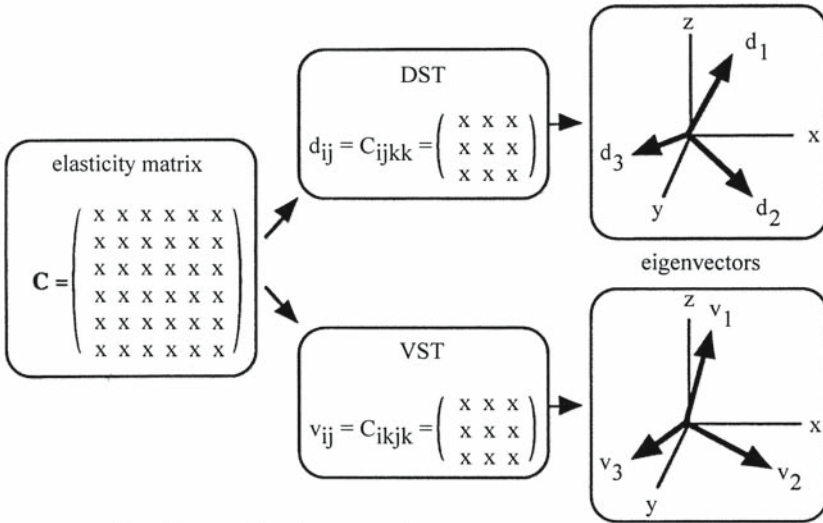 elasticity matrix
C = ( x x x x x x
x x x x x x
x x x x x x
x x x x x x
x x x x x x
x x x x x x )
DST
d_ij = C_ijkk = ( x x x
x x x
x x x )
z
d_1
x
d_3
y
d_2
eigenvectors
VST
v_ij = C_ikjk = ( x x x
x x x
x x x )
z
v_1
x
v_3
v_2
y